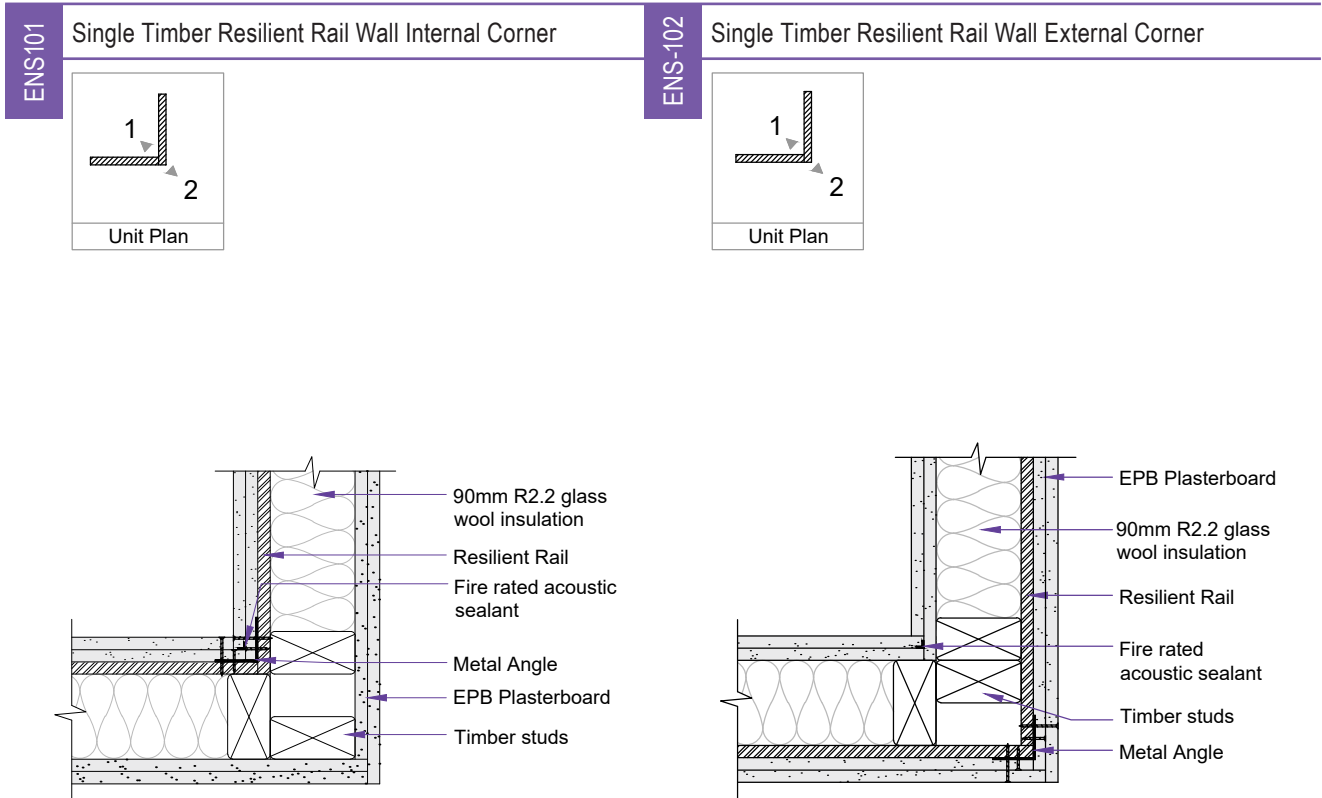 ENS101
Single Timber Resilient Rail Wall Internal Corner
1
2
Unit Plan
90mm R2.2 glass
wool insulation
Resilient Rail
Fire rated acoustic
sealant
Metal Angle
EPB Plasterboard
Timber studs
ENS-102
Single Timber Resilient Rail Wall External Corner
1
2
Unit Plan
EPB Plasterboard
90mm R2.2 glass
wool insulation
Resilient Rail
Fire rated
acoustic sealant
Timber studs
Metal Angle